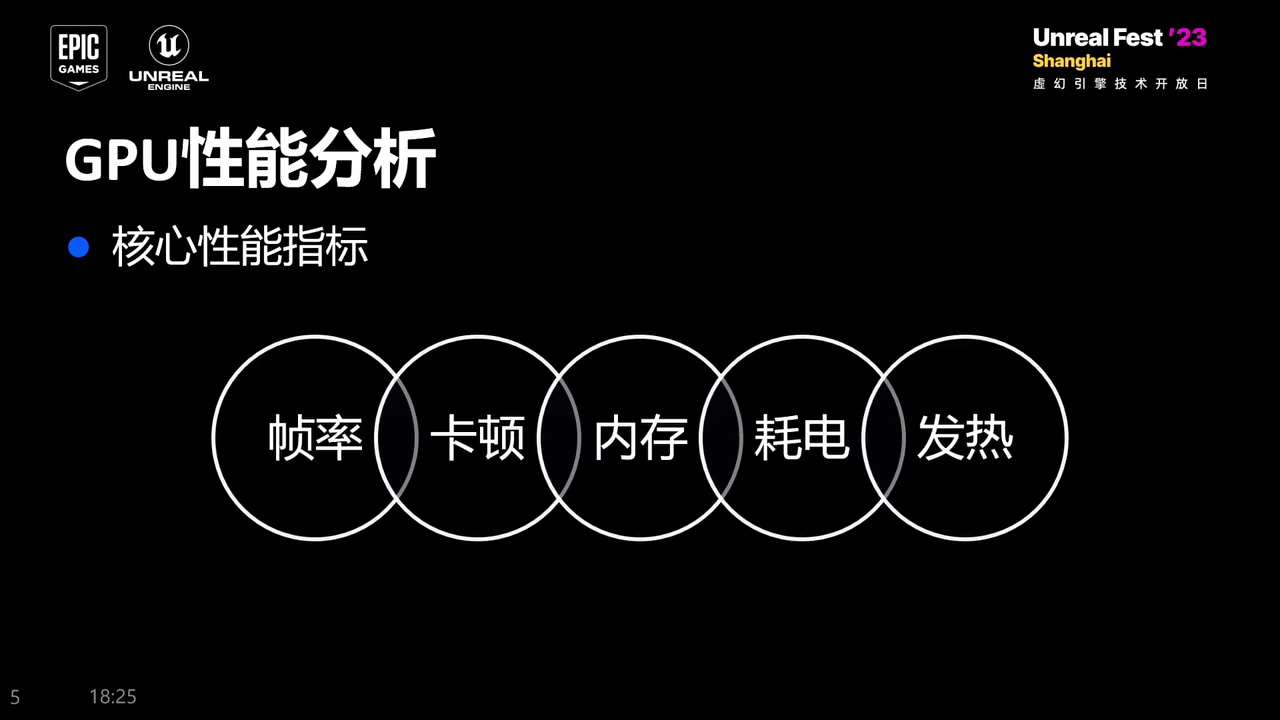 EPIC
GAMES
UNREAL
ENGINE
Unreal Fest '23
Shanghai
虚幻引擎技术开放日
GPU性能分析
核心性能指标
帧率 卡顿 内存 耗电 发热
5 18:25